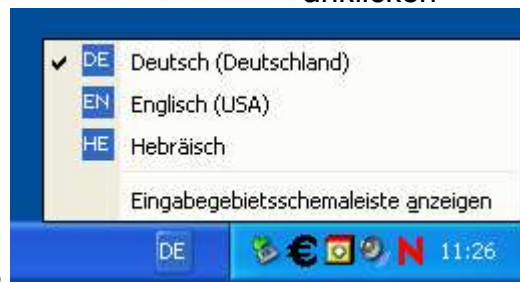 DE Deutsch (Deutschland)
EN Englisch (USA)
HE Hebräisch
Eingabegebietsschemaleiste anzeigen
DE € N 11:26